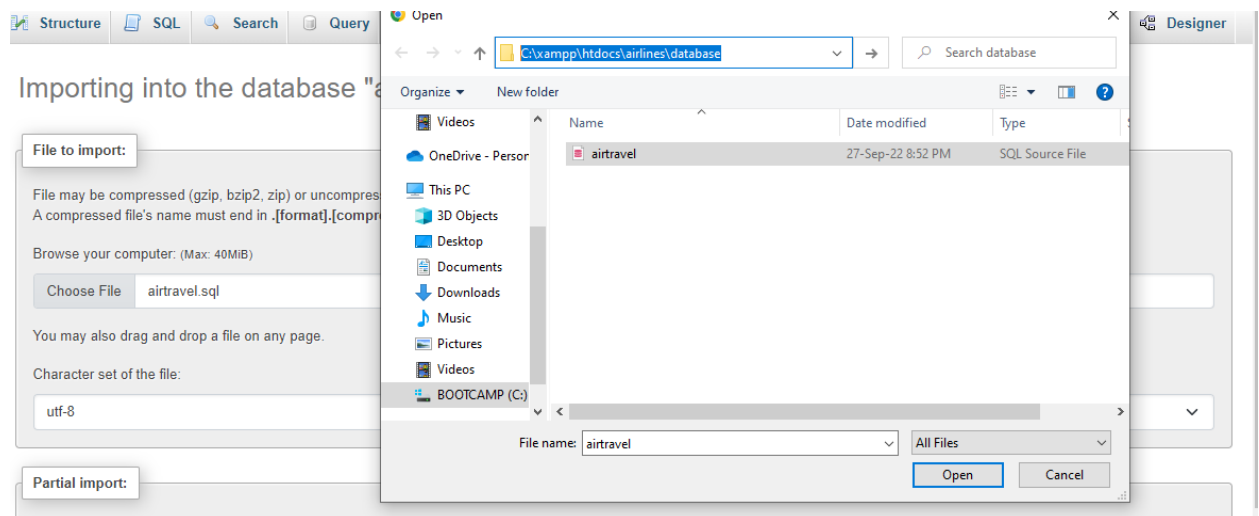 Structure SQL Search Query Designer
Importing into the database "a
File to import:
File may be compressed (gzip, bzip2, zip) or uncompres
A compressed file's name must end in .[format].[compr
Browse your computer: (Max: 40MiB)
Choose File airtravel.sql
You may also drag and drop a file on any page.
Character set of the file:
utf-8
Partial import:
Open
C:\xampp\htdocs\airlines\database
Search database
Organize New folder
Name Date modified Type
airtravel 27-Sep-22 8:52 PM SQL Source File
Videos
OneDrive - Person
This PC
3D Objects
Desktop
Documents
Downloads
Music
Pictures
Videos
BOOTCAMP (C:)
File name: airtravel All Files
Open Cancel